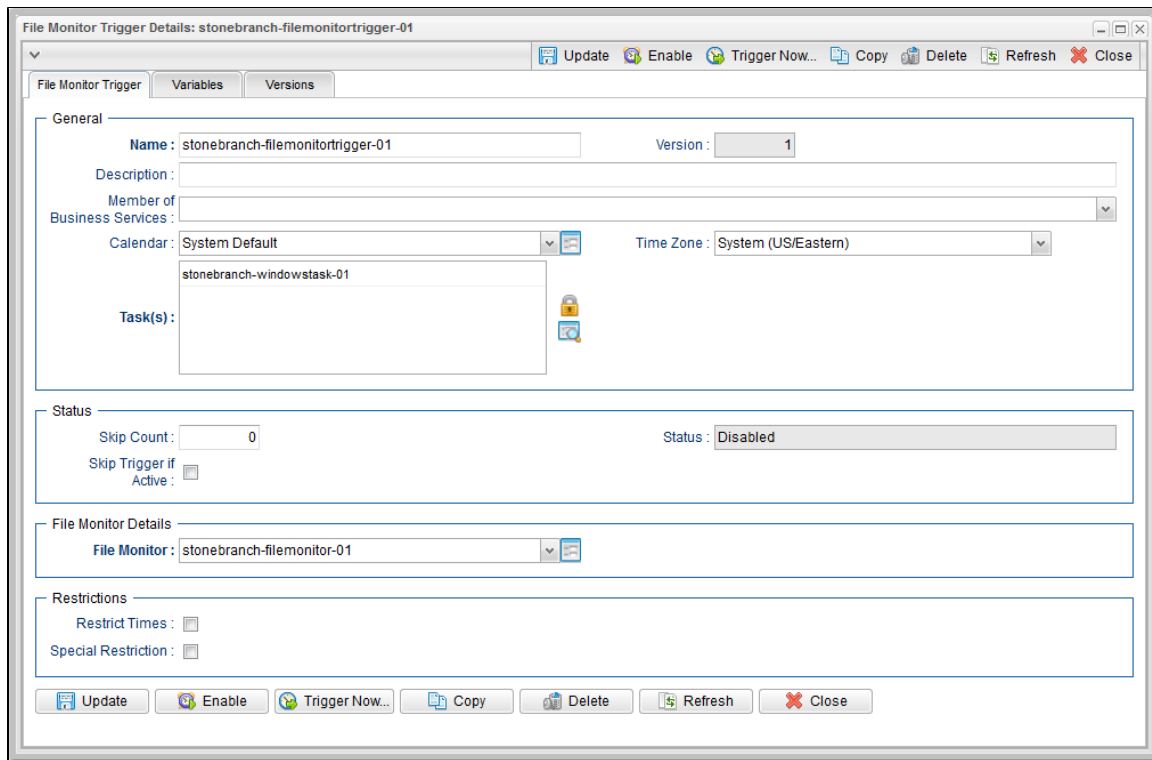 File Monitor Trigger Details: stonebranch-filemonitortrigger-01
Update Enable Trigger Now... Copy Delete Refresh Close
File Monitor Trigger Variables Versions
General
Name : stonebranch-filemonitortrigger-01 Version : 1
Description :
Member of
Business Services :
Calendar : System Default Time Zone : System (US/Eastern)
stonebranch-windowstask-01
Task(s) :
Status
Skip Count : 0 Status : Disabled
Skip Trigger if
Active :
File Monitor Details
File Monitor : stonebranch-filemonitor-01
Restrictions
Restrict Times :
Special Restriction :
Update Enable Trigger Now... Copy Delete Refresh Close